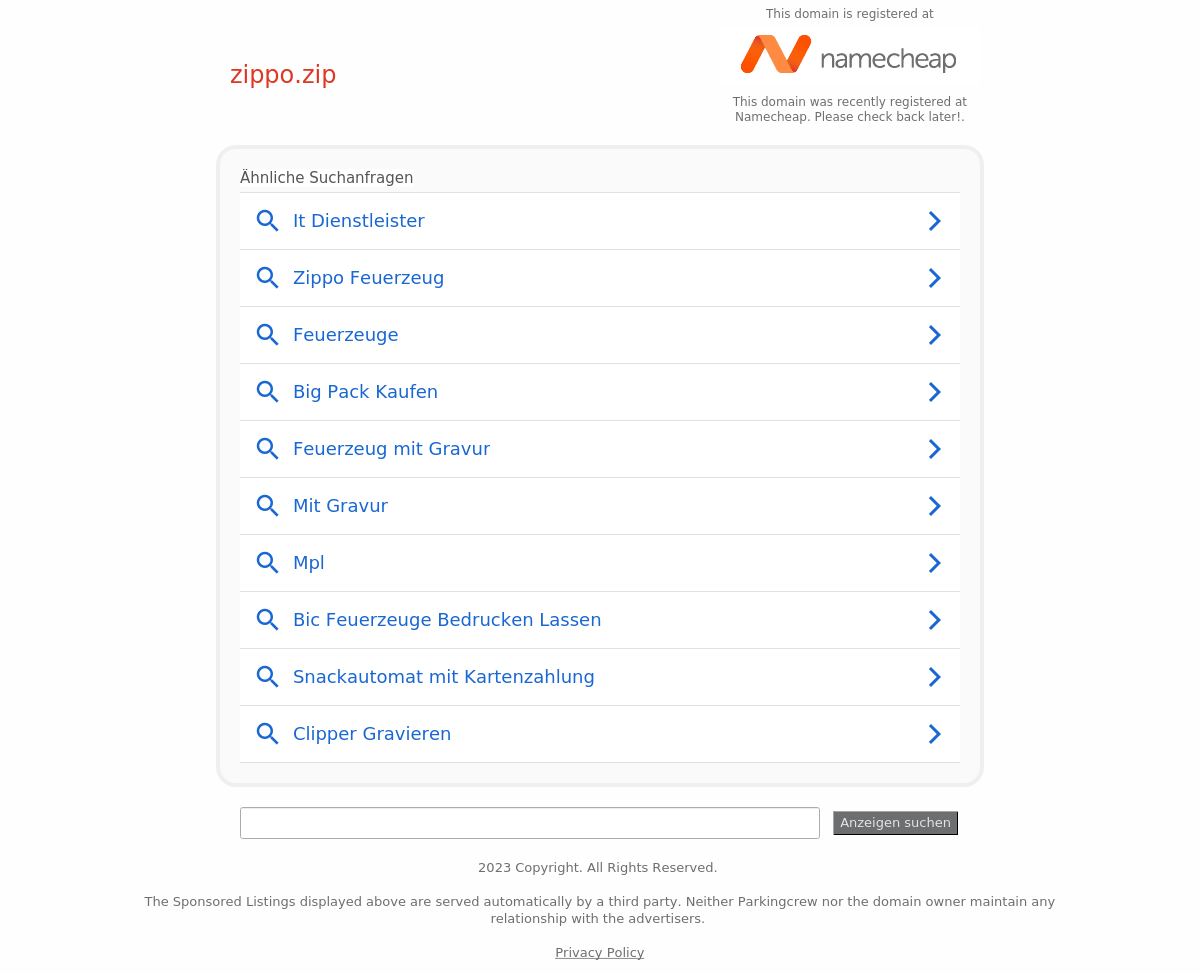 This domain is registered at
namecheap
zippo.zip
This domain was recently registered at
Namecheap. Please check back later!.
Ähnliche Suchanfragen
It Dienstleister
Zippo Feuerzeug
Feuerzeuge
Big Pack Kaufen
Feuerzeug mit Gravur
Mit Gravur
Mpl
Bic Feuerzeuge Bedrucken Lassen
Snackautomat mit Kartenzahlung
Clipper Gravieren
Anzeigen suchen
2023 Copyright. All Rights Reserved.
The Sponsored Listings displayed above are served automatically by a third party. Neither Parkingcrew nor the domain owner maintain any
relationship with the advertisers.
Privacy Policy